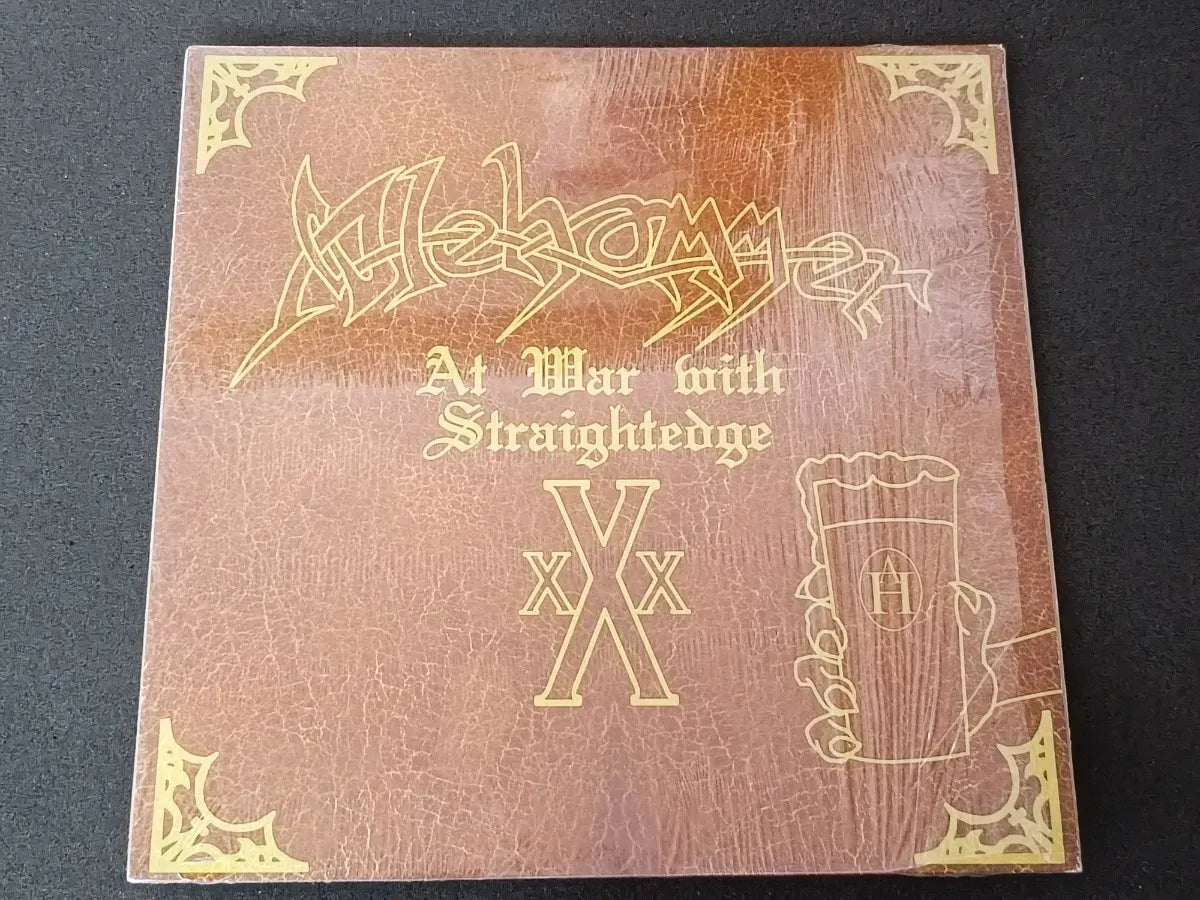 Alehammer
At War with
Straightedge
xXx
AH